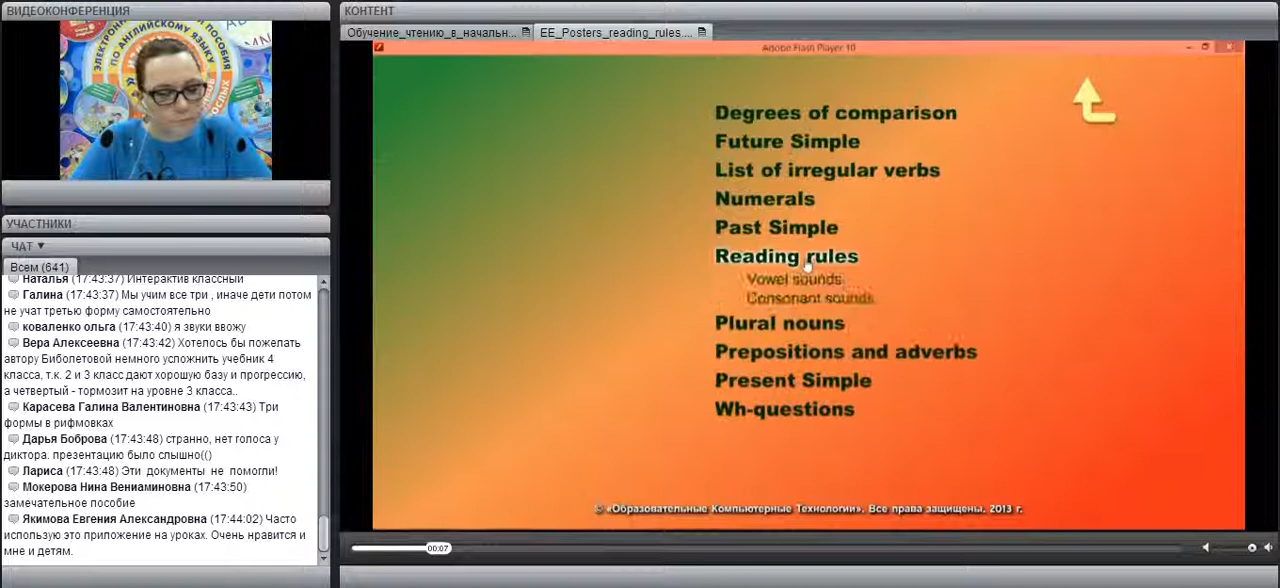 ВИДЕОКОНФЕРЕНЦИЯ
ЭЛЕКТРОННЫЕ ПОСОБИЯ
ПО АНГЛИЙСКОМУ ЯЗЫКУ
УЧАСТНИКИ
ЧАТ ▼
Всем (641)
Наталья (17:43:37) Интерактив классный
Галина (17:43:37) Мы учим все три , иначе дети потом
не учат третью форму самостоятельно
коваленко ольга (17:43:40) я звуки ввожу
Вера Алексеевна (17:43:42) Хотелось бы пожелать
автору Биболетовой немного усложнить учебник 4
класса, т.к. 2 и 3 класс дают хорошую базу и прогрессию,
а четвертый - тормозит на уровне 3 класса..
Карасева Галина Валентиновна (17:43:43) Три
формы в рифмовках
Дарья Боброва (17:43:48) странно, нет голоса у
диктора. презентацию было слышно(()
Лариса (17:43:48) Эти документы не помогли!
Мокерова Нина Вениаминовна (17:43:50)
замечательное пособие
Якимова Евгения Александровна (17:44:02) Часто
использую это приложение на уроках. Очень нравится и
мне и детям.
КОНТЕНТ
Обучение_чтению_в_начальн...
EE_Posters_reading_rules....
Adobe Flash Player 10
Degrees of comparison
Future Simple
List of irregular verbs
Numerals
Past Simple
Reading rules
Vowel sounds
Consonant sounds
Plural nouns
Prepositions and adverbs
Present Simple
Wh-questions
© «Образовательные Компьютерные Технологии». Все права защищены. 2013 г.
00:07